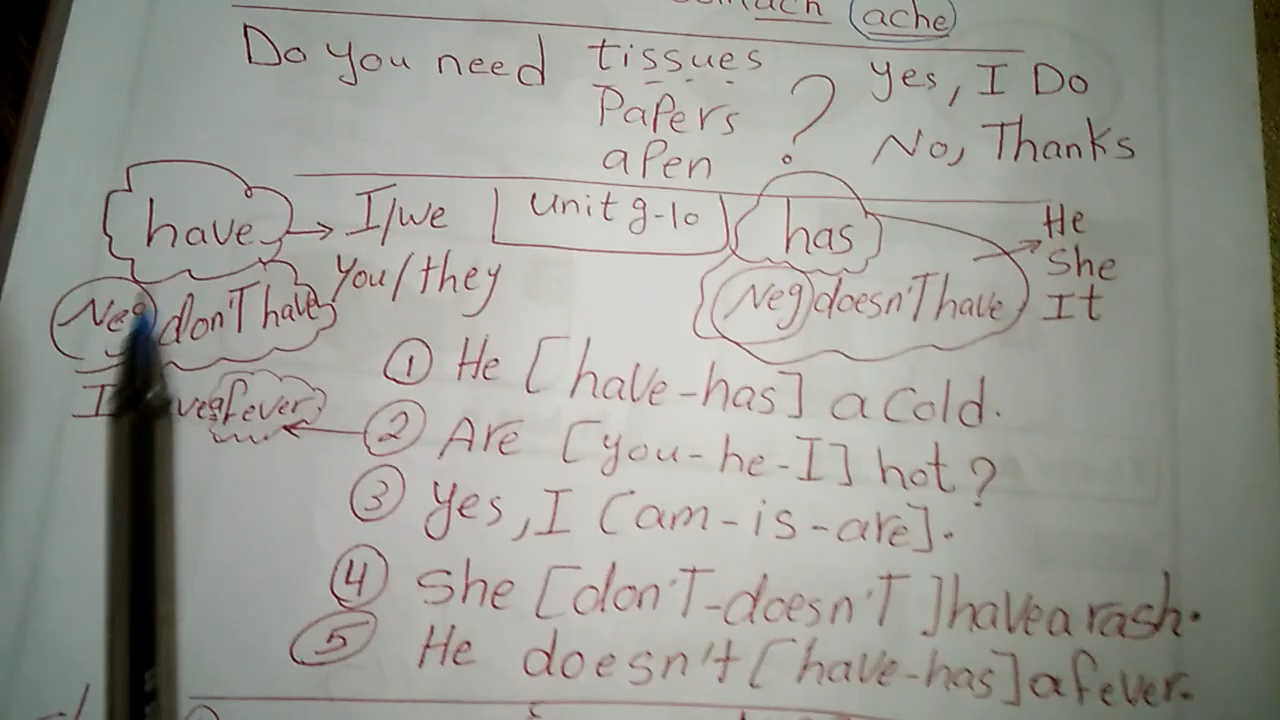 ache
Do you need tissues
Papers
a Pen
?
Yes, I Do
No, Thanks
have → I/we
You/they
Neg don'T have
unit 9-10
has
He
She
It
Neg doesn'T have
I
fever
① He [have-has] a cold.
② Are [you-he-I] hot?
③ Yes, I [am-is-are].
④ She [don'T-doesn'T] have a rash.
⑤ He doesn't [have-has] a fever.